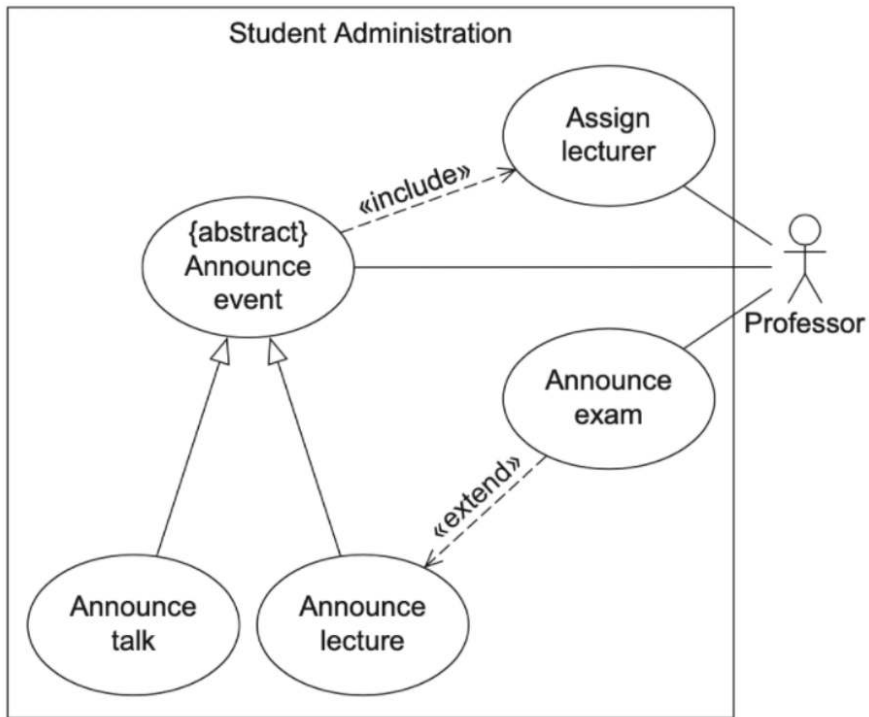 Student Administration
Assign
lecturer
«include»
{abstract}
Announce
event
Professor
Announce
exam
«extend»
Announce
talk
Announce
lecture